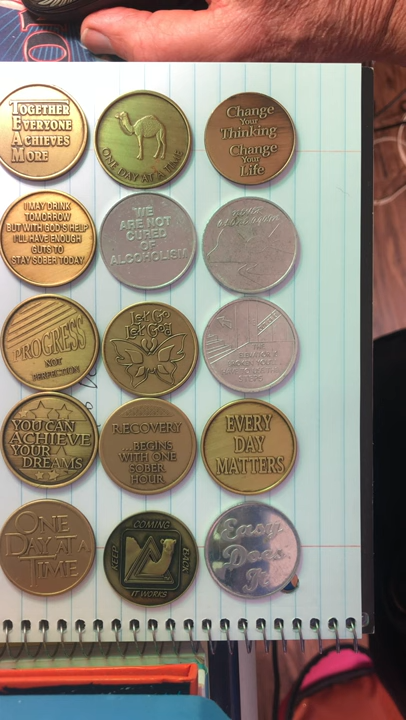 TOGETHER
EVERYONE
ACHIEVES
MORE
ONE DAY AT A TIME
Change
Your
Thinking
Change
Your
Life
I MAY DRINK
TOMORROW
BUT WITH GOD'S HELP
I'LL HAVE ENOUGH
GUTS TO
STAY SOBER TODAY
WE
ARE NOT
CURED
OF
ALCOHOLISM
PROGRESS
NOT
PERFECTION
Let Go
Let God
THE
YOU CAN
ACHIEVE
YOUR
DREAMS
RECOVERY
...BEGINS
WITH ONE
SOBER
HOUR
EVERY
DAY
MATTERS
ONE
DAY AT A
TIME
KEEP
COMING
BACK
IT WORKS
Easy
Does
It